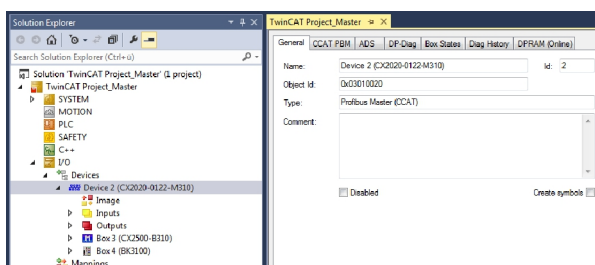 Solution Explorer
Search Solution Explorer (Ctrl+ü)
Solution 'TwinCAT Project_Master' (1 project)
TwinCAT Project_Master
SYSTEM
MOTION
PLC
SAFETY
C++
I/O
Devices
Device 2 (CX2020-0122-M310)
Image
Inputs
Outputs
Box 3 (CX2500-B310)
Box 4 (BK3100)
Mappings
TwinCAT Project_Master
General CCAT PBM ADS DP-Diag Box States Diag History DPRAM (Online)
Name: Device 2 (CX2020-0122-M310) Id: 2
Object Id: 0x03010020
Type: Profibus Master (CCAT)
Comment:
Disabled Create symbols